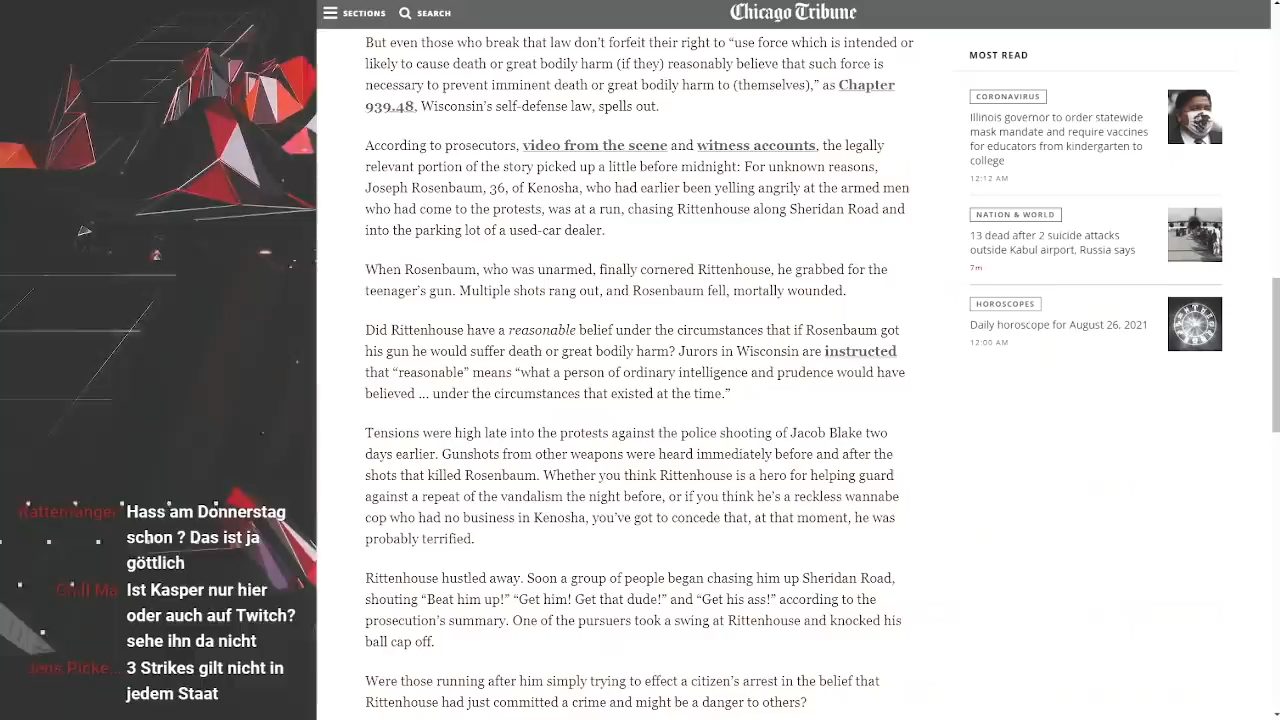 SECTIONS
SEARCH
Chicago Tribune
But even those who break that law don't forfeit their right to “use force which is intended or
likely to cause death or great bodily harm (if they) reasonably believe that such force is
necessary to prevent imminent death or great bodily harm to (themselves),” as Chapter
939.48, Wisconsin's self-defense law, spells out.
According to prosecutors, video from the scene and witness accounts, the legally
relevant portion of the story picked up a little before midnight: For unknown reasons,
Joseph Rosenbaum, 36, of Kenosha, who had earlier been yelling angrily at the armed men
who had come to the protests, was at a run, chasing Rittenhouse along Sheridan Road and
into the parking lot of a used-car dealer.
When Rosenbaum, who was unarmed, finally cornered Rittenhouse, he grabbed for the
teenager's gun. Multiple shots rang out, and Rosenbaum fell, mortally wounded.
Did Rittenhouse have a reasonable belief under the circumstances that if Rosenbaum got
his gun he would suffer death or great bodily harm? Jurors in Wisconsin are instructed
that “reasonable” means “what a person of ordinary intelligence and prudence would have
believed ... under the circumstances that existed at the time.”
Tensions were high late into the protests against the police shooting of Jacob Blake two
days earlier. Gunshots from other weapons were heard immediately before and after the
shots that killed Rosenbaum. Whether you think Rittenhouse is a hero for helping guard
against a repeat of the vandalism the night before, or if you think he's a reckless wannabe
cop who had no business in Kenosha, you've got to concede that, at that moment, he was
probably terrified.
Rittenhouse hustled away. Soon a group of people began chasing him up Sheridan Road,
shouting “Beat him up!” “Get him! Get that dude!” and “Get his ass!” according to the
prosecution's summary. One of the pursuers took a swing at Rittenhouse and knocked his
ball cap off.
Were those running after him simply trying to effect a citizen's arrest in the belief that
Rittenhouse had just committed a crime and might be a danger to others?
MOST READ
CORONAVIRUS
Illinois governor to order statewide
mask mandate and require vaccines
for educators from kindergarten to
college
12:12 AM
NATION & WORLD
13 dead after 2 suicide attacks
outside Kabul airport, Russia says
7m
HOROSCOPES
Daily horoscope for August 26, 2021
12:00 AM
Hass am Donnerstag
schon ? Das ist ja
göttlich
Ist Kasper nur hier
oder auch auf Twitch?
sehe ihn da nicht
3 Strikes gilt nicht in
jedem Staat